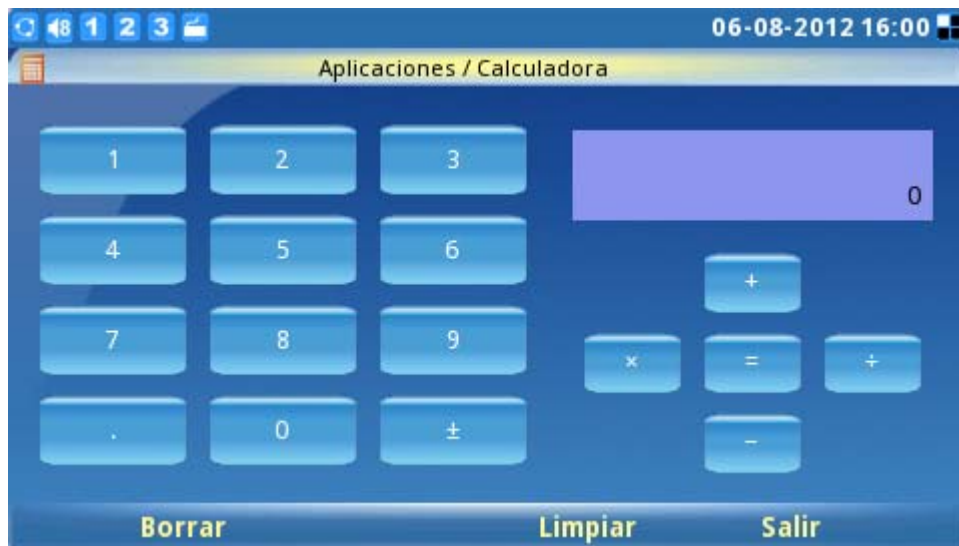 8 1 2 3 06-08-2012 16:00
Aplicaciones / Calculadora
1 2 3
0
4 5 6
+
7 8 9
× = ÷
. 0 ±
−
Borrar Limpiar Salir